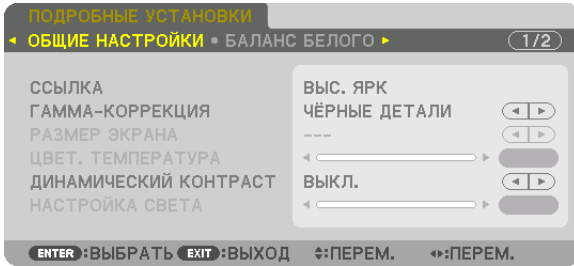 ПОДРОБНЫЕ УСТАНОВКИ
ОБЩИЕ НАСТРОЙКИ • БАЛАНС БЕЛОГО 1/2
ССЫЛКА ВЫС. ЯРК
ГАММА-КОРРЕКЦИЯ ЧЁРНЫЕ ДЕТАЛИ
РАЗМЕР ЭКРАНА ---
ЦВЕТ. ТЕМПЕРАТУРА
ДИНАМИЧЕСКИЙ КОНТРАСТ ВЫКЛ.
НАСТРОЙКА СВЕТА
ENTER :ВЫБРАТЬ EXIT :ВЫХОД :ПЕРЕМ. :ПЕРЕМ.